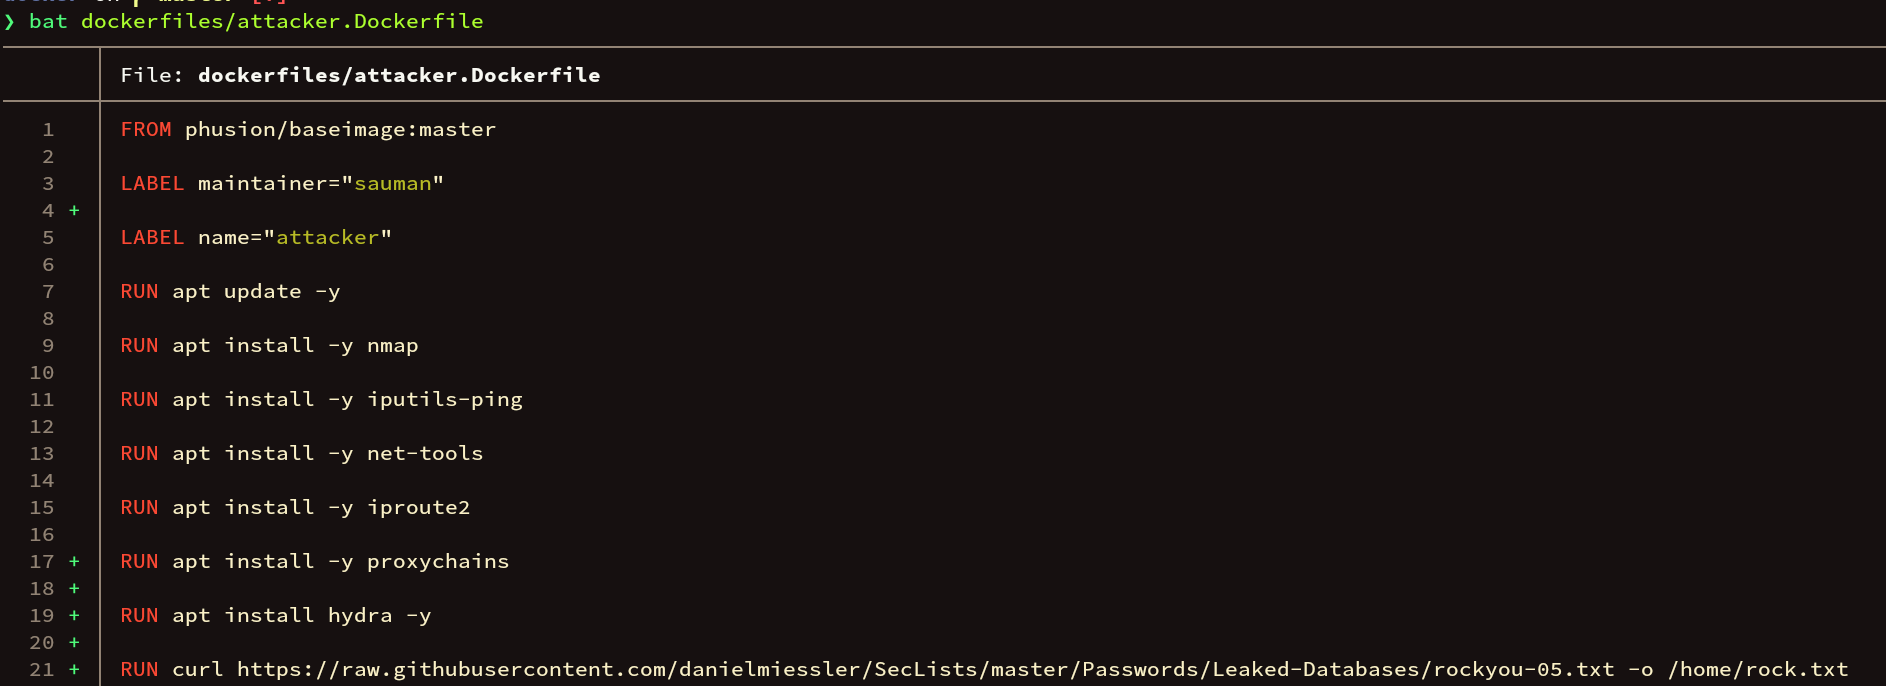 ❯ bat dockerfiles/attacker.Dockerfile
File: dockerfiles/attacker.Dockerfile
1 FROM phusion/baseimage:master
2
3 LABEL maintainer="sauman"
4 +
5 LABEL name="attacker"
6
7 RUN apt update -y
8
9 RUN apt install -y nmap
10
11 RUN apt install -y iputils-ping
12
13 RUN apt install -y net-tools
14
15 RUN apt install -y iproute2
16
17 + RUN apt install -y proxychains
18 +
19 + RUN apt install hydra -y
20 +
21 + RUN curl https://raw.githubusercontent.com/danielmiessler/SecLists/master/Passwords/Leaked-Databases/rockyou-05.txt -o /home/rock.txt